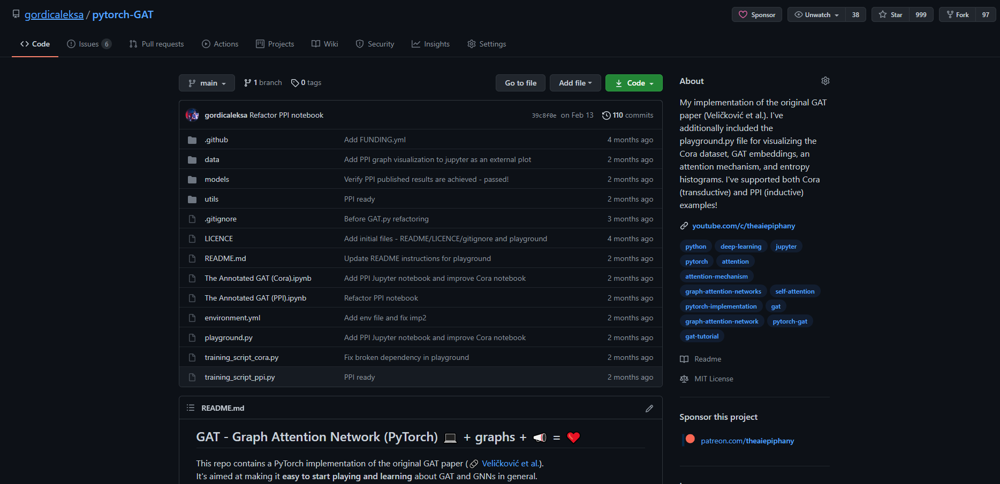 gordicaleksa / pytorch-GAT
Sponsor
Unwatch 38
Star 999
Fork 97
Code
Issues 6
Pull requests
Actions
Projects
Wiki
Security
Insights
Settings
main
1 branch
0 tags
Go to file
Add file
Code
gordicaleksa Refactor PPI notebook 39c8f0e on Feb 13 110 commits
.github Add FUNDING.yml 4 months ago
data Add PPI graph visualization to jupyter as an external plot 2 months ago
models Verify PPI published results are achieved - passed! 2 months ago
utils PPI ready 2 months ago
.gitignore Before GAT.py refactoring 3 months ago
LICENCE Add initial files - README/LICENCE/gitignore and playground 4 months ago
README.md Update README instructions for playground 2 months ago
The Annotated GAT (Cora).ipynb Add PPI Jupyter notebook and improve Cora notebook 2 months ago
The Annotated GAT (PPI).ipynb Refactor PPI notebook 2 months ago
environment.yml Add env file and fix imp2 2 months ago
playground.py Add PPI Jupyter notebook and improve Cora notebook 2 months ago
training_script_cora.py Fix broken dependency in playground 2 months ago
training_script_ppi.py PPI ready 2 months ago
README.md
GAT - Graph Attention Network (PyTorch) 💻 + graphs + 📣 = ❤️
This repo contains a PyTorch implementation of the original GAT paper (🔗 Veličković et al.).
It's aimed at making it easy to start playing and learning about GAT and GNNs in general.
About
My implementation of the original GAT
paper (Veličković et al.). I've
additionally included the
playground.py file for visualizing the
Cora dataset, GAT embeddings, an
attention mechanism, and entropy
histograms. I've supported both Cora
(transductive) and PPI (inductive)
examples!
youtube.com/c/theaiepiphany
python deep-learning jupyter
pytorch attention
attention-mechanism
graph-attention-networks self-attention
pytorch-implementation gat
graph-attention-network pytorch-gat
gat-tutorial
Readme
MIT License
Sponsor this project
patreon.com/theaiepiphany